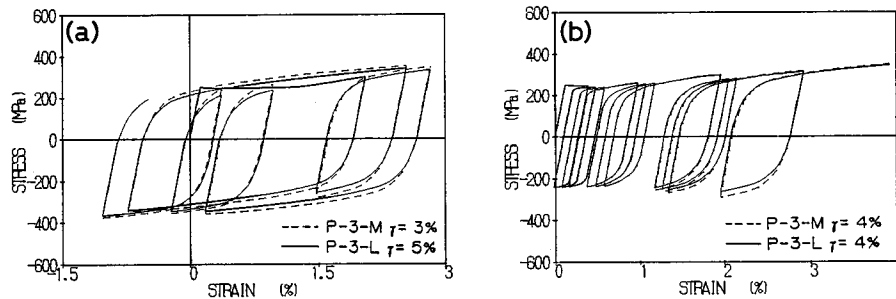 (a)
600
400
200
0
-200
-400
-600
STRESS (MPa)
-1.5
0
1.5
3
STRAIN (%)
P-3-M γ= 3%
P-3-L γ= 5%
(b)
600
400
200
0
-200
-400
-600
STRESS (MPa)
0
1
2
3
STRAIN (%)
P-3-M γ= 4%
P-3-L γ= 4%